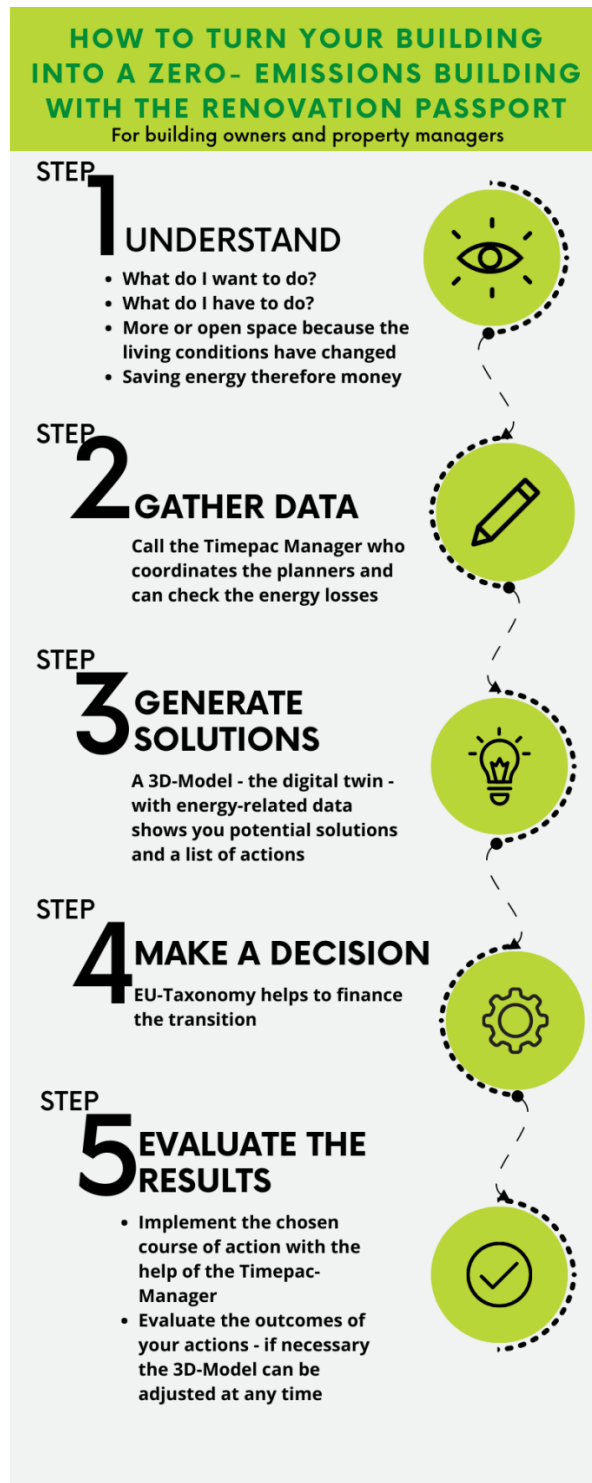 HOW TO TURN YOUR BUILDING
INTO A ZERO- EMISSIONS BUILDING
WITH THE RENOVATION PASSPORT
For building owners and property managers
STEP
1 UNDERSTAND
• What do I want to do?
• What do I have to do?
• More or open space because the
living conditions have changed
• Saving energy therefore money
STEP
2 GATHER DATA
Call the Timepac Manager who
coordinates the planners and
can check the energy losses
STEP
3 GENERATE
SOLUTIONS
A 3D-Model - the digital twin -
with energy-related data
shows you potential solutions
and a list of actions
STEP
4 MAKE A DECISION
EU-Taxonomy helps to finance
the transition
STEP
5 EVALUATE THE
RESULTS
• Implement the chosen
course of action with the
help of the Timepac-
Manager
• Evaluate the outcomes of
your actions - if necessary
the 3D-Model can be
adjusted at any time